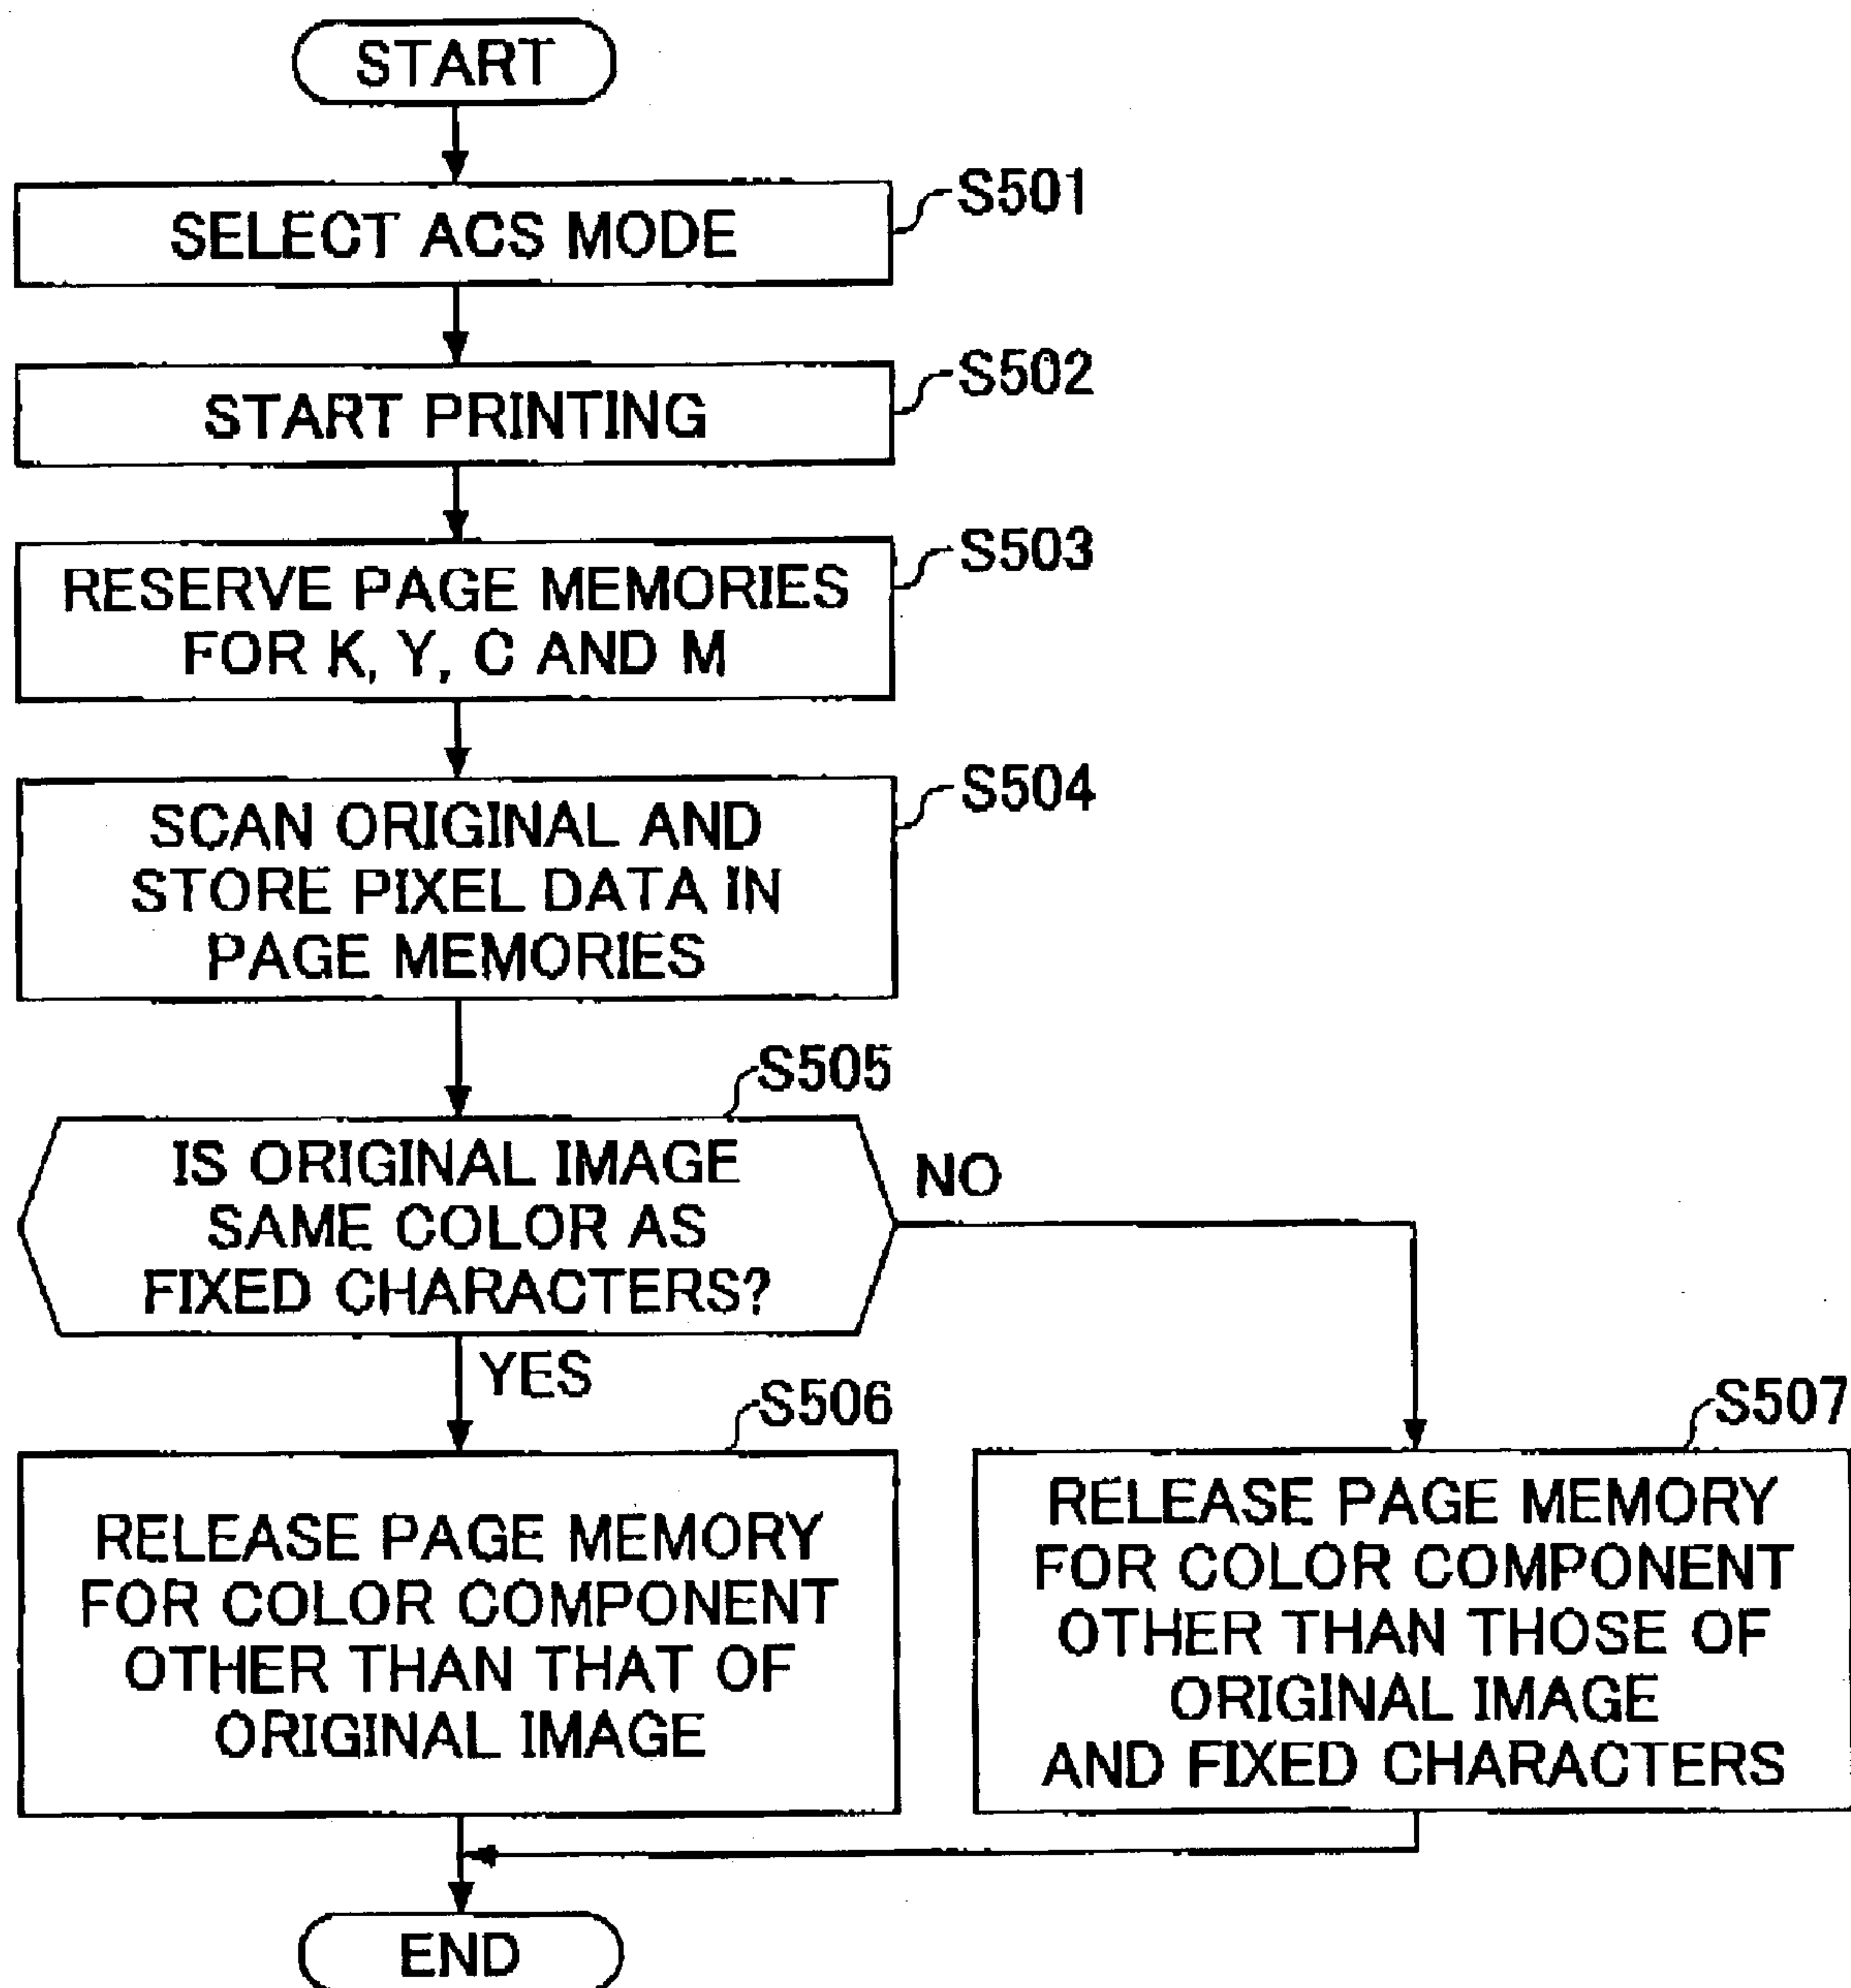 START
SELECT ACS MODE
S501
START PRINTING
S502
RESERVE PAGE MEMORIES
FOR K, Y, C AND M
S503
SCAN ORIGINAL AND
STORE PIXEL DATA IN
PAGE MEMORIES
S504
S505
IS ORIGINAL IMAGE
SAME COLOR AS
FIXED CHARACTERS?
NO
YES
S506
RELEASE PAGE MEMORY
FOR COLOR COMPONENT
OTHER THAN THAT OF
ORIGINAL IMAGE
S507
RELEASE PAGE MEMORY
FOR COLOR COMPONENT
OTHER THAN THOSE OF
ORIGINAL IMAGE
AND FIXED CHARACTERS
END